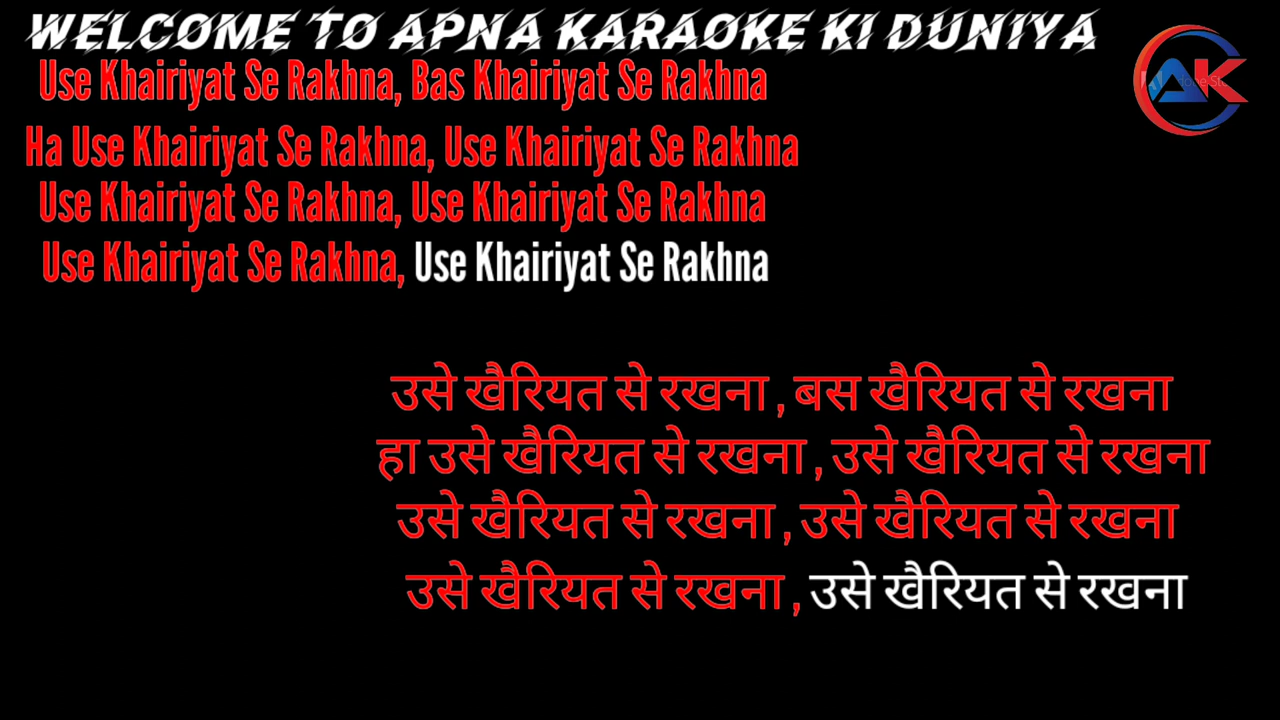 WELCOME TO APNA KARAOKE KI DUNIYA
AK
Use Khairiyat Se Rakhna, Bas Khairiyat Se Rakhna
Ha Use Khairiyat Se Rakhna, Use Khairiyat Se Rakhna
Use Khairiyat Se Rakhna, Use Khairiyat Se Rakhna
Use Khairiyat Se Rakhna, Use Khairiyat Se Rakhna
उसे खैरियत से रखना , बस खैरियत से रखना
हा उसे खैरियत से रखना , उसे खैरियत से रखना
उसे खैरियत से रखना , उसे खैरियत से रखना
उसे खैरियत से रखना , उसे खैरियत से रखना